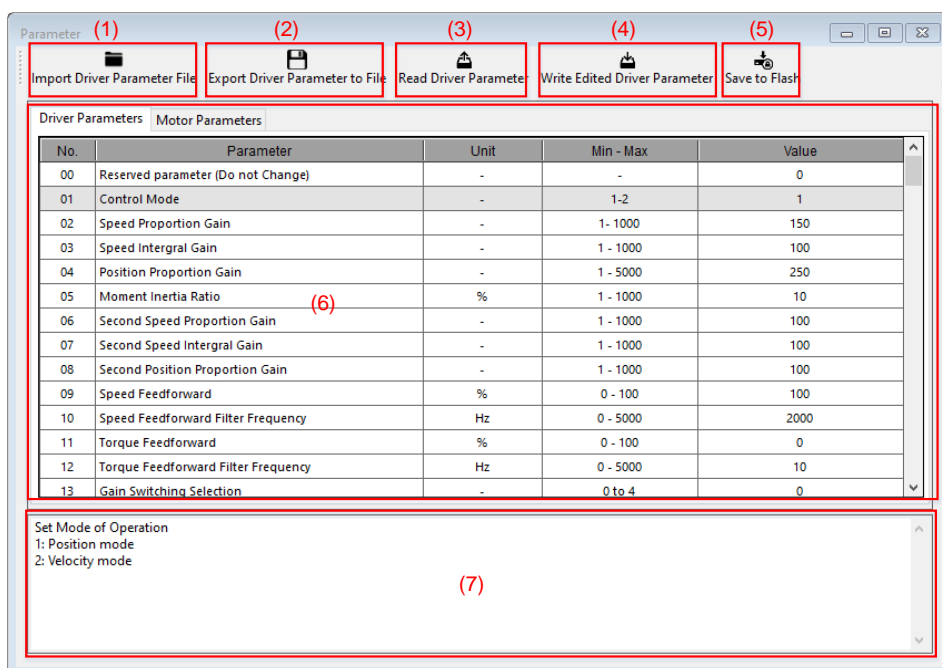 Parameter (1) (2) (3) (4) (5)
Import Driver Parameter File Export Driver Parameter to File Read Driver Parameter Write Edited Driver Parameter Save to Flash
Driver Parameters Motor Parameters
No. Parameter Unit Min - Max Value
00 Reserved parameter (Do not Change) - - 0
01 Control Mode - 1-2 1
02 Speed Proportion Gain - 1- 1000 150
03 Speed Intergral Gain - 1 - 1000 100
04 Position Proportion Gain - 1 - 5000 250
05 Moment Inertia Ratio % 1 - 1000 10
(6)
06 Second Speed Proportion Gain - 1 - 1000 100
07 Second Speed Intergral Gain - 1 - 1000 100
08 Second Position Proportion Gain - 1 - 1000 100
09 Speed Feedforward % 0 - 100 100
10 Speed Feedforward Filter Frequency Hz 0 - 5000 2000
11 Torque Feedforward % 0 - 100 0
12 Torque Feedforward Filter Frequency Hz 0 - 5000 10
13 Gain Switching Selection - 0 to 4 0
Set Mode of Operation
1: Position mode
2: Velocity mode
(7)